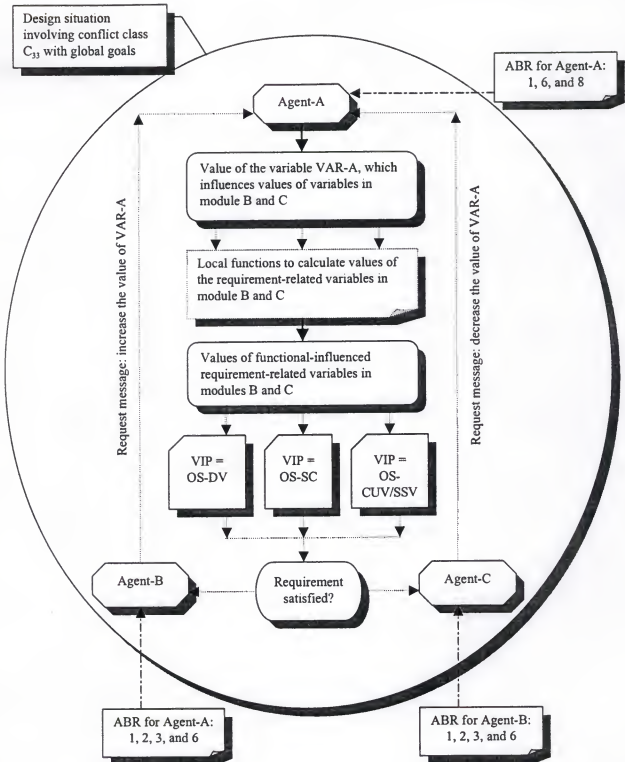 Design situation
involving conflict class
C₃₃ with global goals
ABR for Agent-A:
1, 6, and 8
Agent-A
Value of the variable VAR-A, which
influences values of variables in
module B and C
Local functions to calculate values of
the requirement-related variables in
module B and C
Values of functional-influenced
requirement-related variables in
modules B and C
Request message: increase the value of VAR-A
Request message: decrease the value of VAR-A
VIP =
OS-DV
VIP =
OS-SC
VIP =
OS-
CUV/SSV
Agent-B
Requirement
satisfied?
Agent-C
ABR for Agent-A:
1, 2, 3, and 6
ABR for Agent-B:
1, 2, 3, and 6